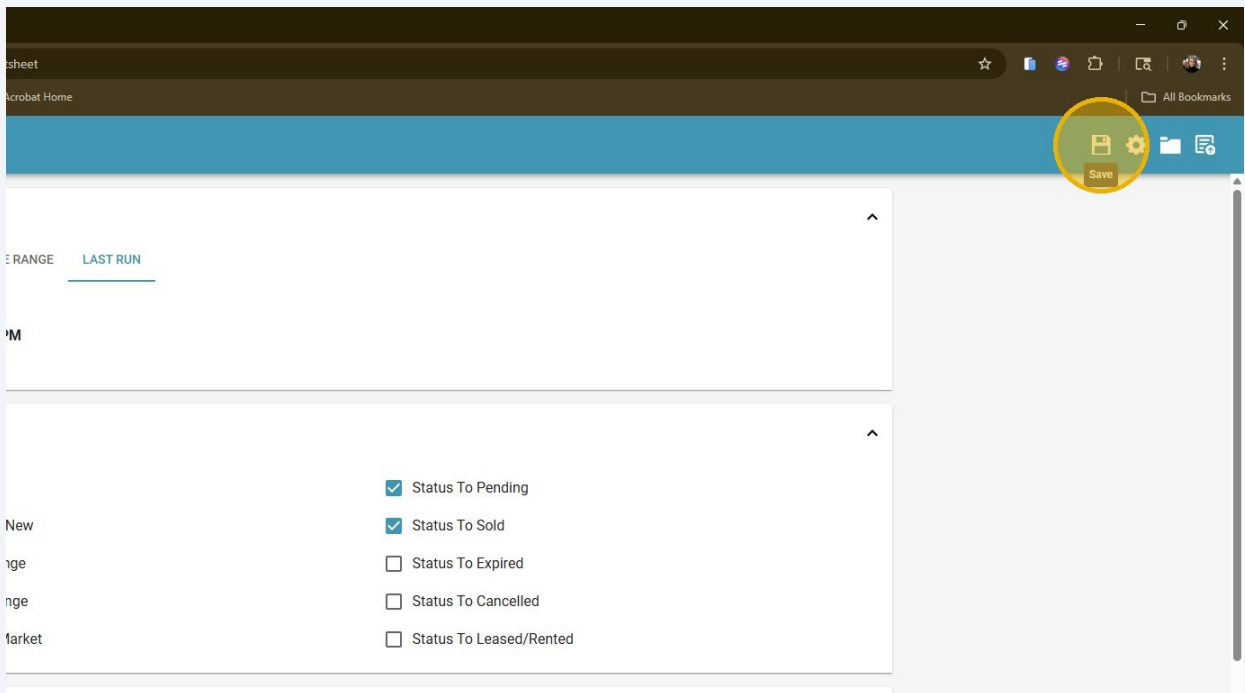 tsheet
Acrobat Home
All Bookmarks
Save
E RANGE LAST RUN
PM
Status To Pending
New Status To Sold
nge Status To Expired
nge Status To Cancelled
Market Status To Leased/Rented